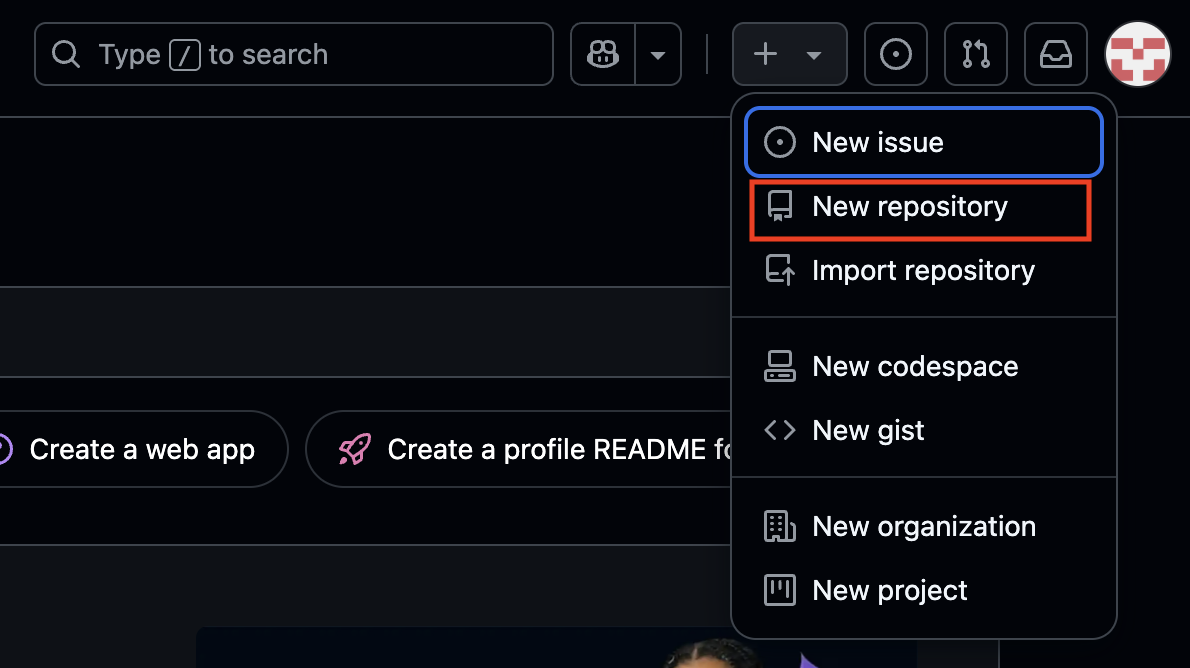 Type / to search
New issue
New repository
Import repository
New codespace
New gist
New organization
New project
Create a web app
Create a profile README